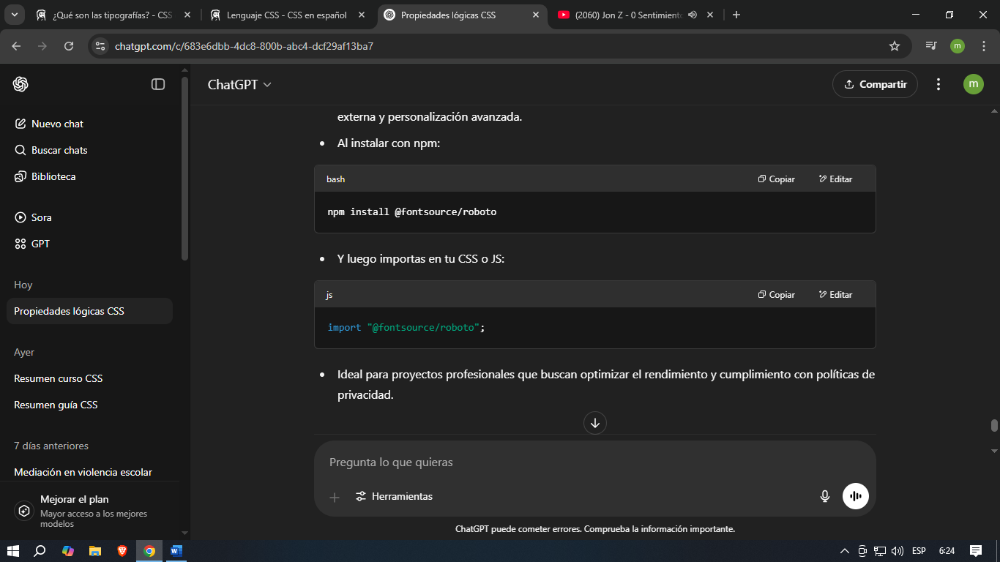 ¿Qué son las tipografías? - CSS
Lenguaje CSS - CSS en español
Propiedades lógicas CSS
(2060) Jon Z - 0 Sentimiento
chatgpt.com/c/683e6dbb-4dc8-800b-abc4-dcf29af13ba7
m
ChatGPT
Compartir
m
Nuevo chat
Buscar chats
Biblioteca
Sora
GPT
Hoy
Propiedades lógicas CSS
Ayer
Resumen curso CSS
Resumen guía CSS
7 días anteriores
Mediación en violencia escolar
Mejorar el plan
Mayor acceso a los mejores
modelos
externa y personalización avanzada.
• Al instalar con npm:
bash
Copiar
Editar
npm install @fontsource/roboto
• Y luego importas en tu CSS o JS:
js
Copiar
Editar
import "@fontsource/roboto";
• Ideal para proyectos profesionales que buscan optimizar el rendimiento y cumplimiento con políticas de
privacidad.
Pregunta lo que quieras
Herramientas
ChatGPT puede cometer errores. Comprueba la información importante.
ESP
6:24